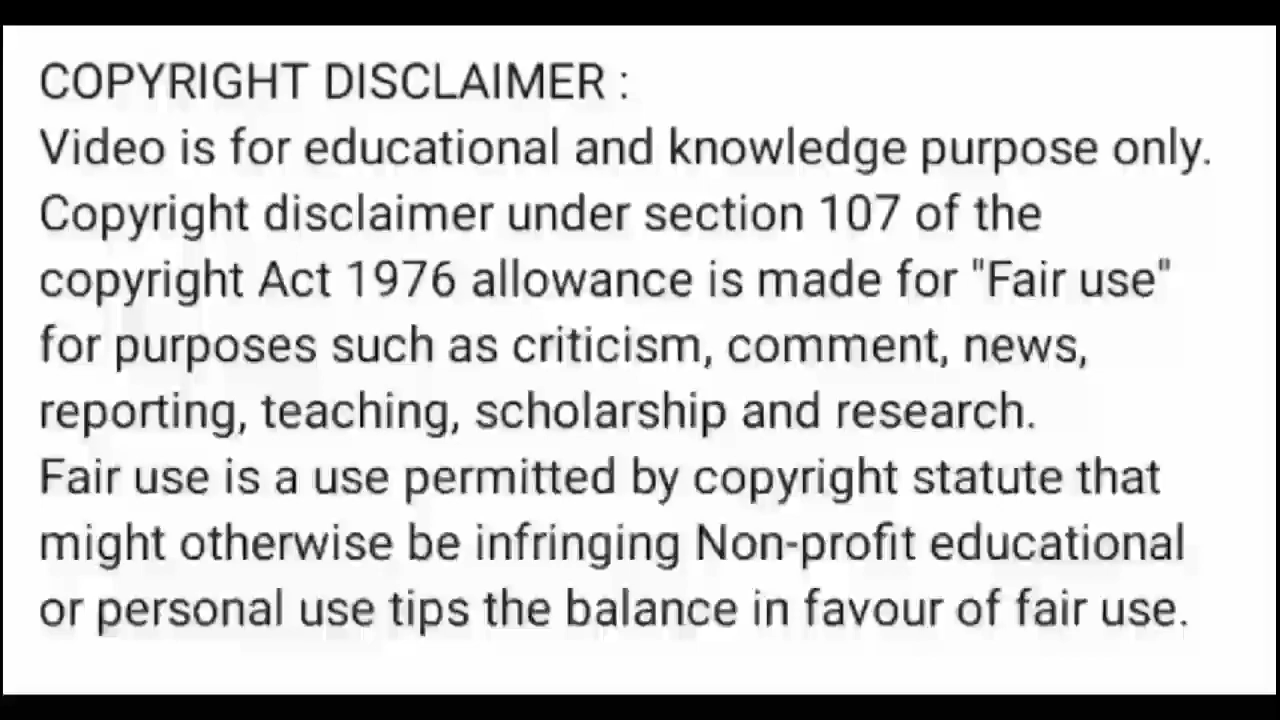 COPYRIGHT DISCLAIMER :
Video is for educational and knowledge purpose only.
Copyright disclaimer under section 107 of the
copyright Act 1976 allowance is made for "Fair use"
for purposes such as criticism, comment, news,
reporting, teaching, scholarship and research.
Fair use is a use permitted by copyright statute that
might otherwise be infringing Non-profit educational
or personal use tips the balance in favour of fair use.